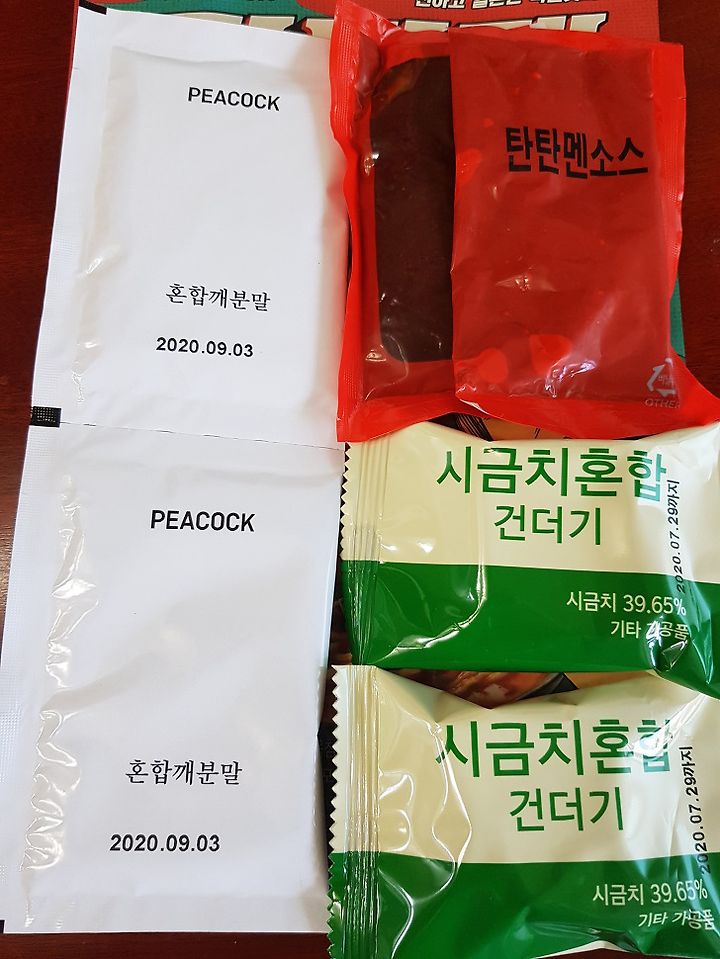 PEACOCK
혼합깨분말
2020.09.03
탄탄멘소스
OTHER
시금치혼합
건더기
2020.07.29까지
시금치 39.65%
기타 가공품
PEACOCK
혼합깨분말
2020.09.03
시금치혼합
건더기
2020.07.29까지
시금치 39.65%
기타 가공품